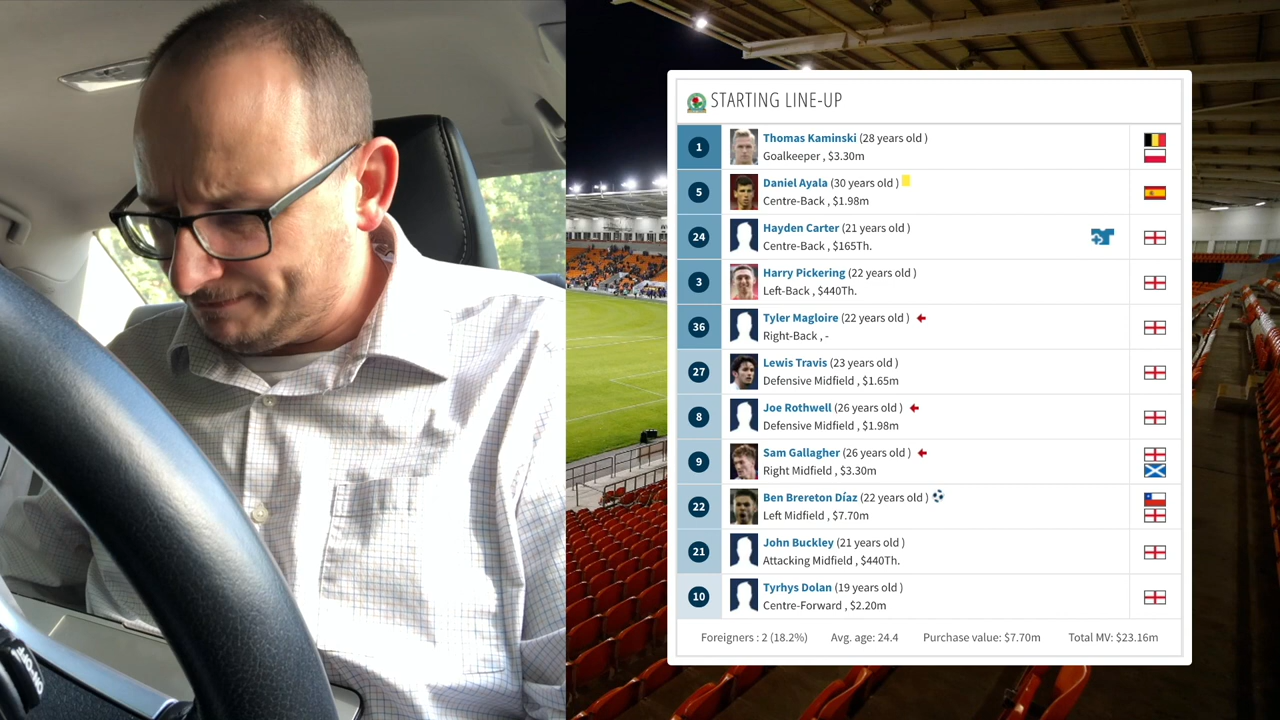 STARTING LINE-UP
1 Thomas Kaminski (28 years old )
Goalkeeper , $3.30m
5 Daniel Ayala (30 years old )
Centre-Back , $1.98m
24 Hayden Carter (21 years old )
Centre-Back , $165Th.
3 Harry Pickering (22 years old )
Left-Back , $440Th.
36 Tyler Magloire (22 years old )
Right-Back , -
27 Lewis Travis (23 years old )
Defensive Midfield , $1.65m
8 Joe Rothwell (26 years old )
Defensive Midfield , $1.98m
9 Sam Gallagher (26 years old )
Right Midfield , $3.30m
22 Ben Brereton Díaz (22 years old )
Left Midfield , $7.70m
21 John Buckley (21 years old )
Attacking Midfield , $440Th.
10 Tyrhys Dolan (19 years old )
Centre-Forward , $2.20m
Foreigners : 2 (18.2%) Avg. age: 24.4 Purchase value: $7.70m Total MV: $23.16m